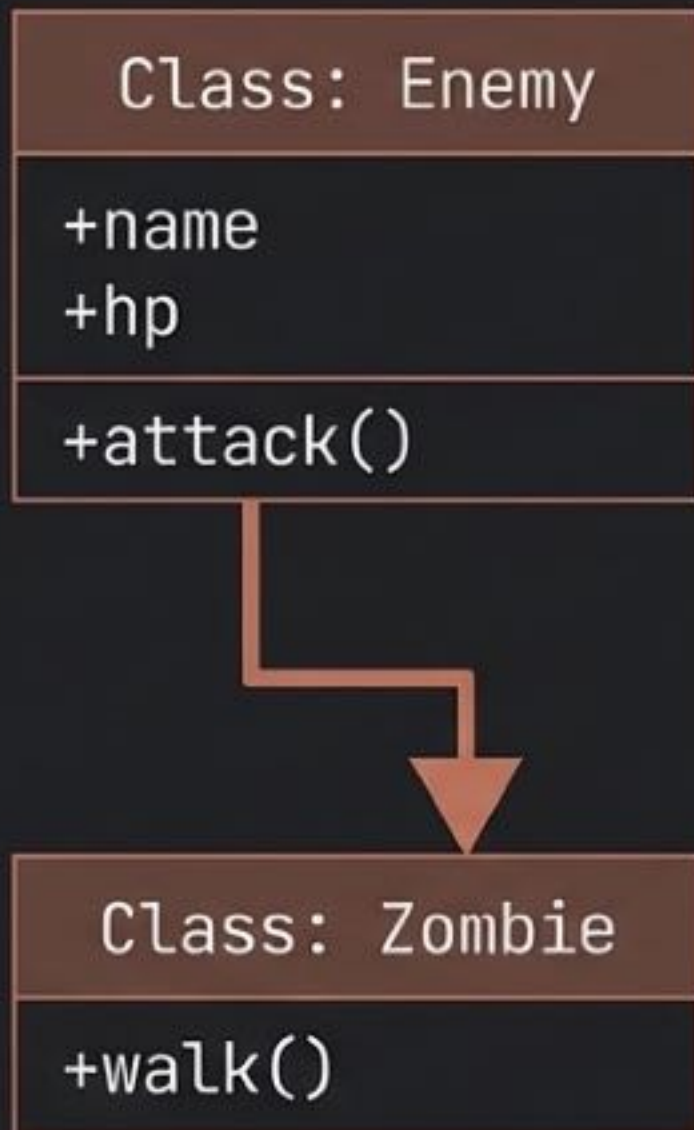 Class: Enemy
+name
+hp
+attack()
Class: Zombie
+walk()